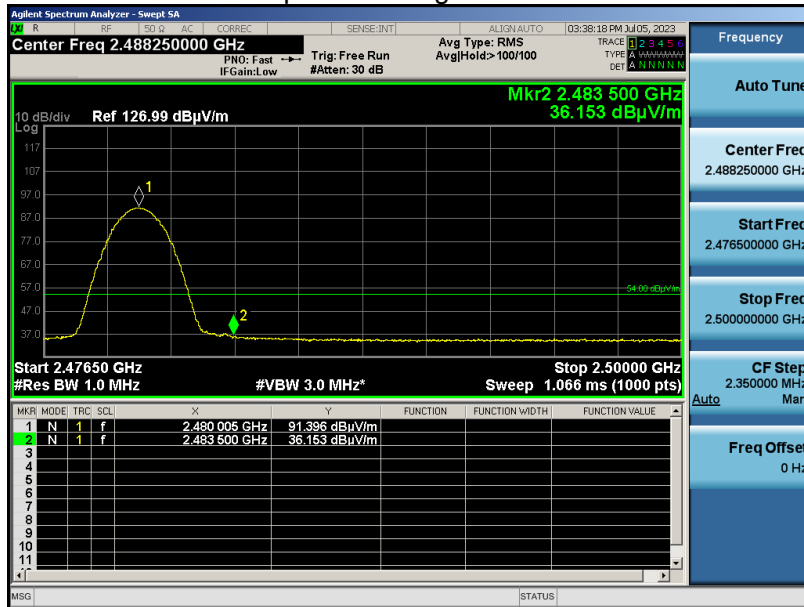 Agilent Spectrum Analyzer - Swept SA
LXI R RF 50 Ω AC CORREC SENSE:INT ALIGN AUTO 03:38:18 PM Jul 05, 2023
Center Freq 2.488250000 GHz
PNO: Fast
IFGain:Low
Trig: Free Run
#Atten: 30 dB
Avg Type: RMS
Avg|Hold:>100/100
TRACE 1 2 3 4 5 6
TYPE A WWWWW
DET A N N N N N
Mkr2 2.483 500 GHz
36.153 dBµV/m
10 dB/div Ref 126.99 dBµV/m
Log
117
107
97.0
87.0
77.0
67.0
57.0
47.0
37.0
1
2
54.00 dBµV/m
Start 2.47650 GHz Stop 2.50000 GHz
#Res BW 1.0 MHz #VBW 3.0 MHz* Sweep 1.066 ms (1000 pts)
MKR MODE TRC SCL X Y FUNCTION FUNCTION WIDTH FUNCTION VALUE
1 N 1 f 2.480 005 GHz 91.396 dBµV/m
2 N 1 f 2.483 500 GHz 36.153 dBµV/m
3
4
5
6
7
8
9
10
11
MSG STATUS
Frequency
Auto Tune
Center Freq
2.488250000 GHz
Start Freq
2.476500000 GHz
Stop Freq
2.500000000 GHz
CF Step
2.350000 MHz
Auto Man
Freq Offset
0 Hz